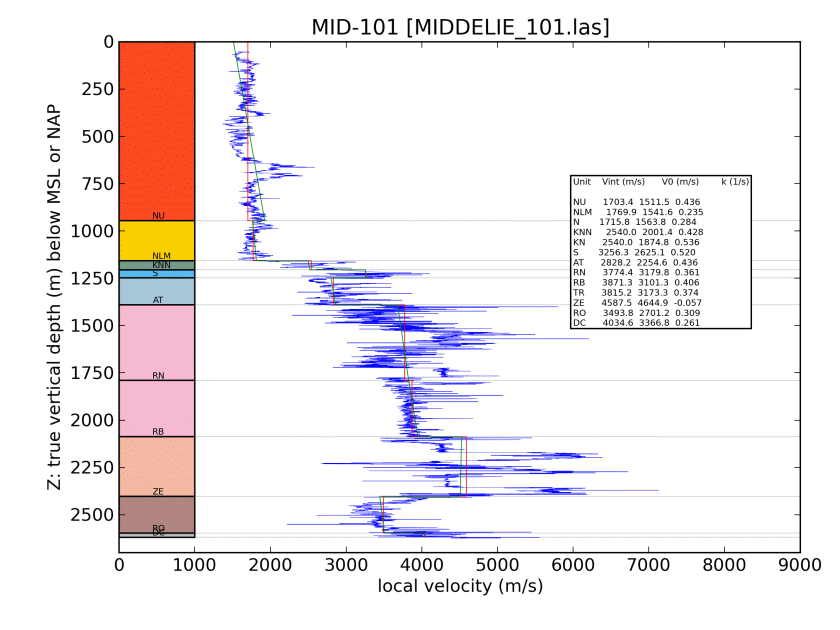 MID-101 [MIDDELIE_101.las]
Z: true vertical depth (m) below MSL or NAP
0
250
500
750
1000
1250
1500
1750
2000
2250
2500
NU
NLM
KNN
S
AT
RN
RB
ZE
RO
DC
Unit Vint (m/s) V0 (m/s) k (1/s)
NU 1703.4 1511.5 0.436
NLM 1769.9 1541.6 0.235
N 1715.8 1563.8 0.284
KNN 2540.0 2001.4 0.428
KN 2540.0 1874.8 0.536
S 3256.3 2625.1 0.520
AT 2828.2 2254.6 0.436
RN 3774.4 3179.8 0.361
RB 3871.3 3101.3 0.406
TR 3815.2 3173.3 0.374
ZE 4587.5 4644.9 -0.057
RO 3493.8 2701.2 0.309
DC 4034.6 3366.8 0.261
0 1000 2000 3000 4000 5000 6000 7000 8000 9000
local velocity (m/s)